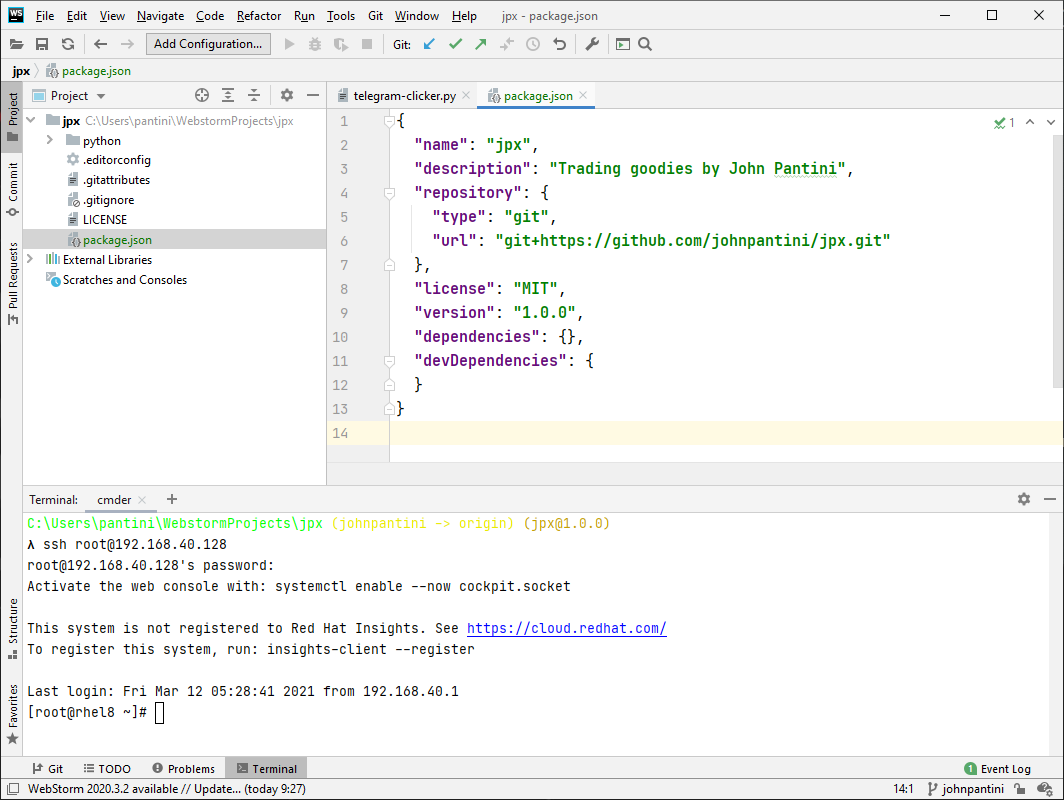 WS File Edit View Navigate Code Refactor Run Tools Git Window Help jpx - package.json
Add Configuration... Git:
jpx package.json
Project
telegram-clicker.py package.json
Project
Commit
Pull Requests
Structure
Favorites
jpx C:\Users\pantini\WebstormProjects\jpx
python
.editorconfig
.gitattributes
.gitignore
LICENSE
package.json
External Libraries
Scratches and Consoles
1 {
2 "name": "jpx",
3 "description": "Trading goodies by John Pantini",
4 "repository": {
5 "type": "git",
6 "url": "git+https://github.com/johnpantini/jpx.git"
7 },
8 "license": "MIT",
9 "version": "1.0.0",
10 "dependencies": {},
11 "devDependencies": {
12 }
13 }
14
1
Terminal: cmder
C:\Users\pantini\WebstormProjects\jpx (johnpantini -> origin) (jpx@1.0.0)
λ ssh root@192.168.40.128
root@192.168.40.128's password:
Activate the web console with: systemctl enable --now cockpit.socket
This system is not registered to Red Hat Insights. See https://cloud.redhat.com/
To register this system, run: insights-client --register
Last login: Fri Mar 12 05:28:41 2021 from 192.168.40.1
[root@rhel8 ~]#
Git TODO Problems Terminal 1 Event Log
WebStorm 2020.3.2 available // Update... (today 9:27) 14:1 johnpantini